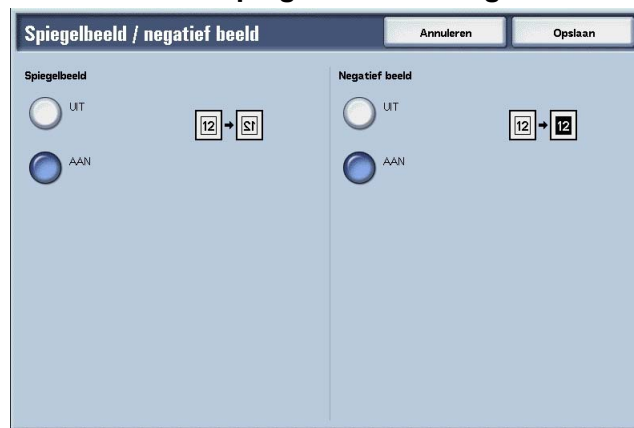 Spiegelbeeld / negatief beeld
Annuleren
Opslaan
Spiegelbeeld
UIT
12
12
AAN
Negatief beeld
UIT
12
12
AAN